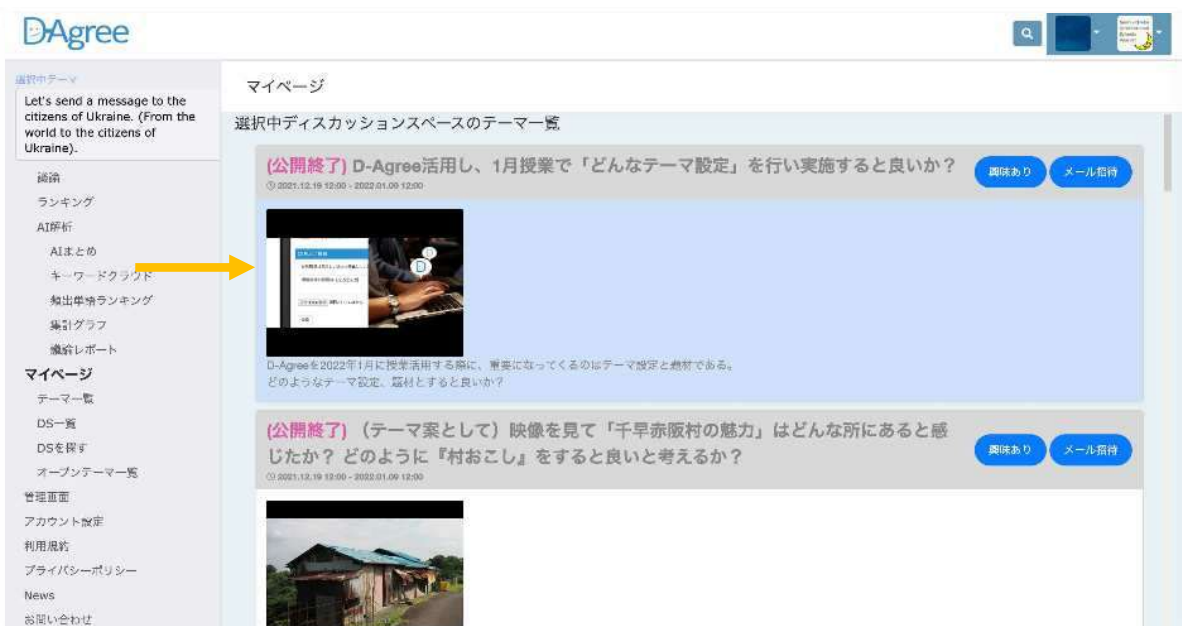 D-Agree
選択中テーマ
Let's send a message to the
citizens of Ukraine. (From the
world to the citizens of
Ukraine).
議論
ランキング
AI解析
AIまとめ
キーワードクラウド
頻出単語ランキング
集計グラフ
議論レポート
マイページ
テーマ一覧
DS一覧
DSを探す
オープンテーマ一覧
管理画面
アカウント設定
利用規約
プライバシーポリシー
News
お問い合わせ
マイページ
選択中ディスカッションスペースのテーマ一覧
(公開終了) D-Agree活用し、1月授業で「どんなテーマ設定」を行い実施すると良いか？
2021.12.19 12:00 - 2022.01.09 12:00
興味あり
メール招待
D-Agreeを2022年1月に授業活用する際に、重要になってくるのはテーマ設定と題材である。
どのようなテーマ設定、題材とすると良いか？
(公開終了) （テーマ案として）映像を見て「千早赤阪村の魅力」はどんな所にあると感
じたか？ どのように『村おこし』をすると良いと考えるか？
2021.12.19 12:00 - 2022.01.09 12:00
興味あり
メール招待